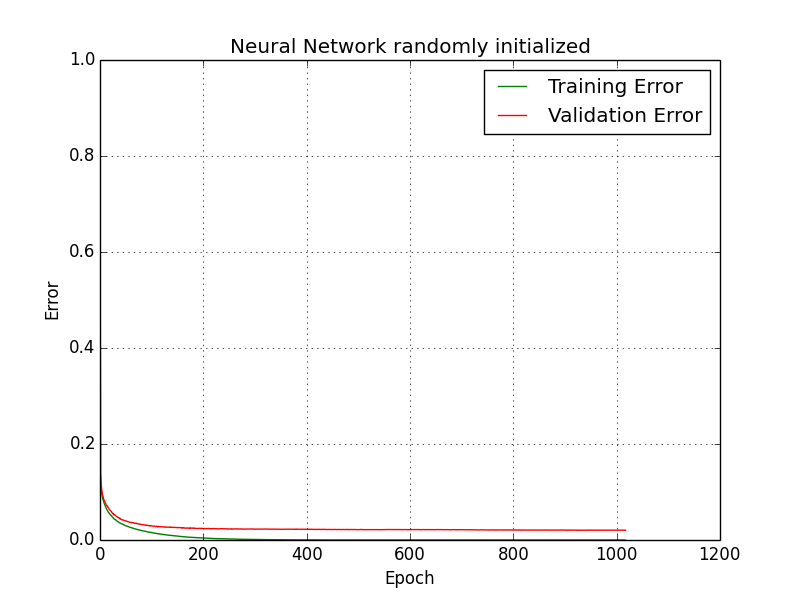 Neural Network randomly initialized
1.0
Training Error
Validation Error
0.8
0.6
Error
0.4
0.2
0.0
0 200 400 600 800 1000 1200
Epoch